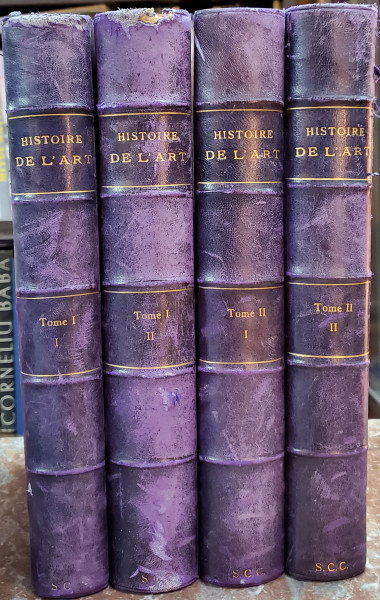 HISTOIRE
DE L'ART
Tome I
I
HISTOIRE
DE L'ART
Tome I
II
HISTOIRE
DE L'ART
Tome II
I
S.C.C.
HISTOIRE
DE L'ART
Tome II
II
S.C.C.
CORNELIU BABA